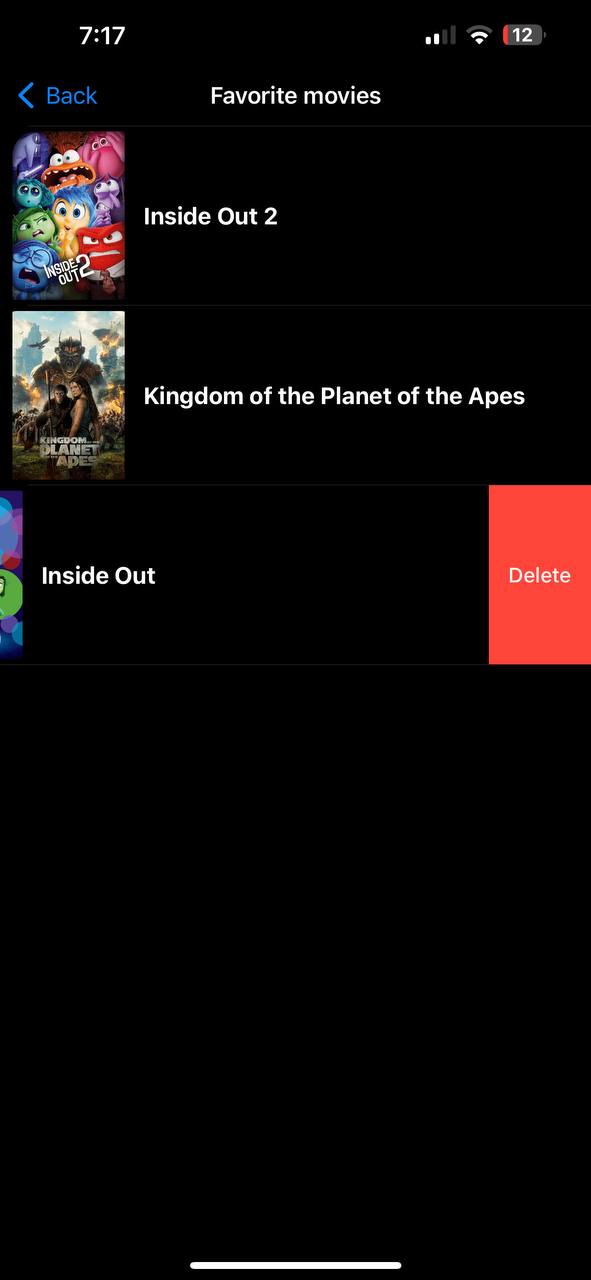 7:17
12
Back
Favorite movies
INSIDE
OUT 2
Inside Out 2
KINGDOM OF THE
PLANET
OF THE APES
Kingdom of the Planet of the Apes
Inside Out
Delete